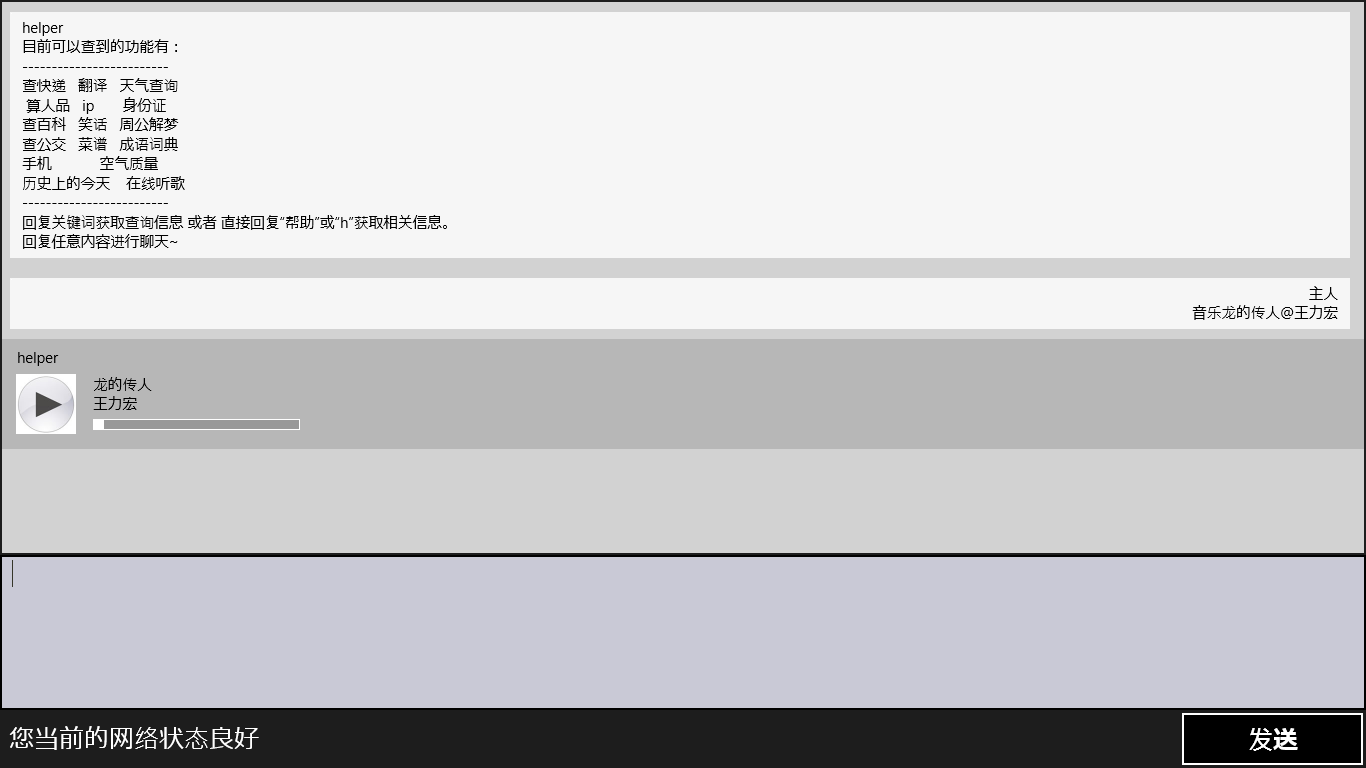 helper
目前可以查到的功能有：
-------------------------
查快递 翻译 天气查询
算人品 ip 身份证
查百科 笑话 周公解梦
查公交 菜谱 成语词典
手机 空气质量
历史上的今天 在线听歌
-------------------------
回复关键词获取查询信息 或者 直接回复“帮助”或“h”获取相关信息。
回复任意内容进行聊天~
主人
音乐龙的传人@王力宏
helper
龙的传人
王力宏
您当前的网络状态良好
发送